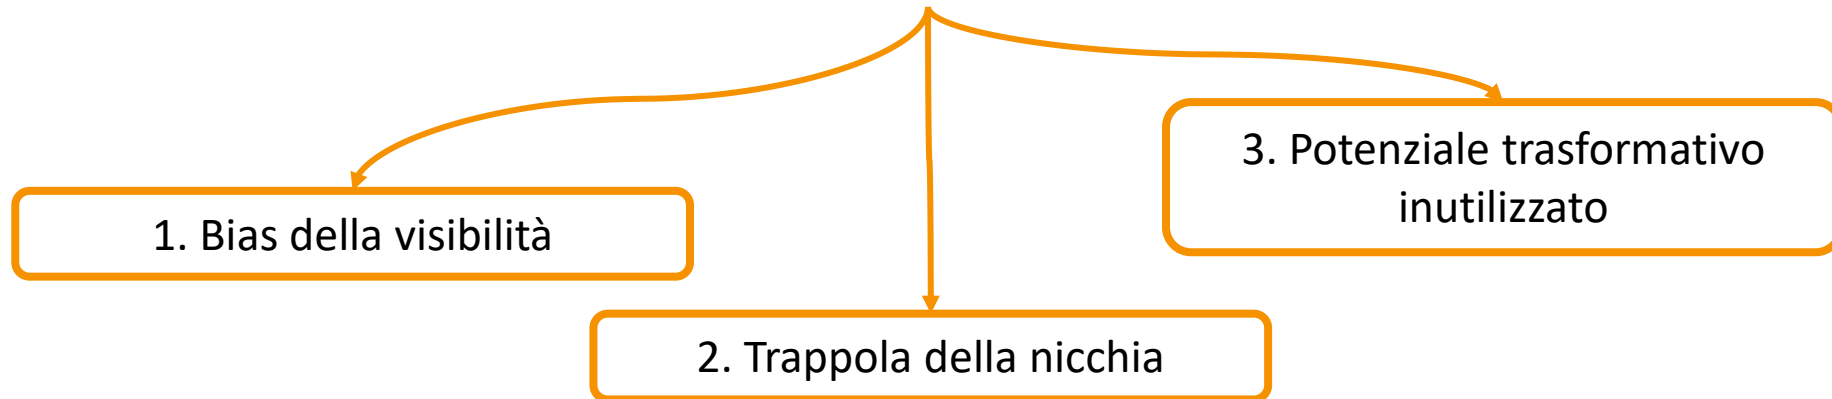 1. Bias della visibilità
2. Trappola della nicchia
3. Potenziale trasformativo
inutilizzato